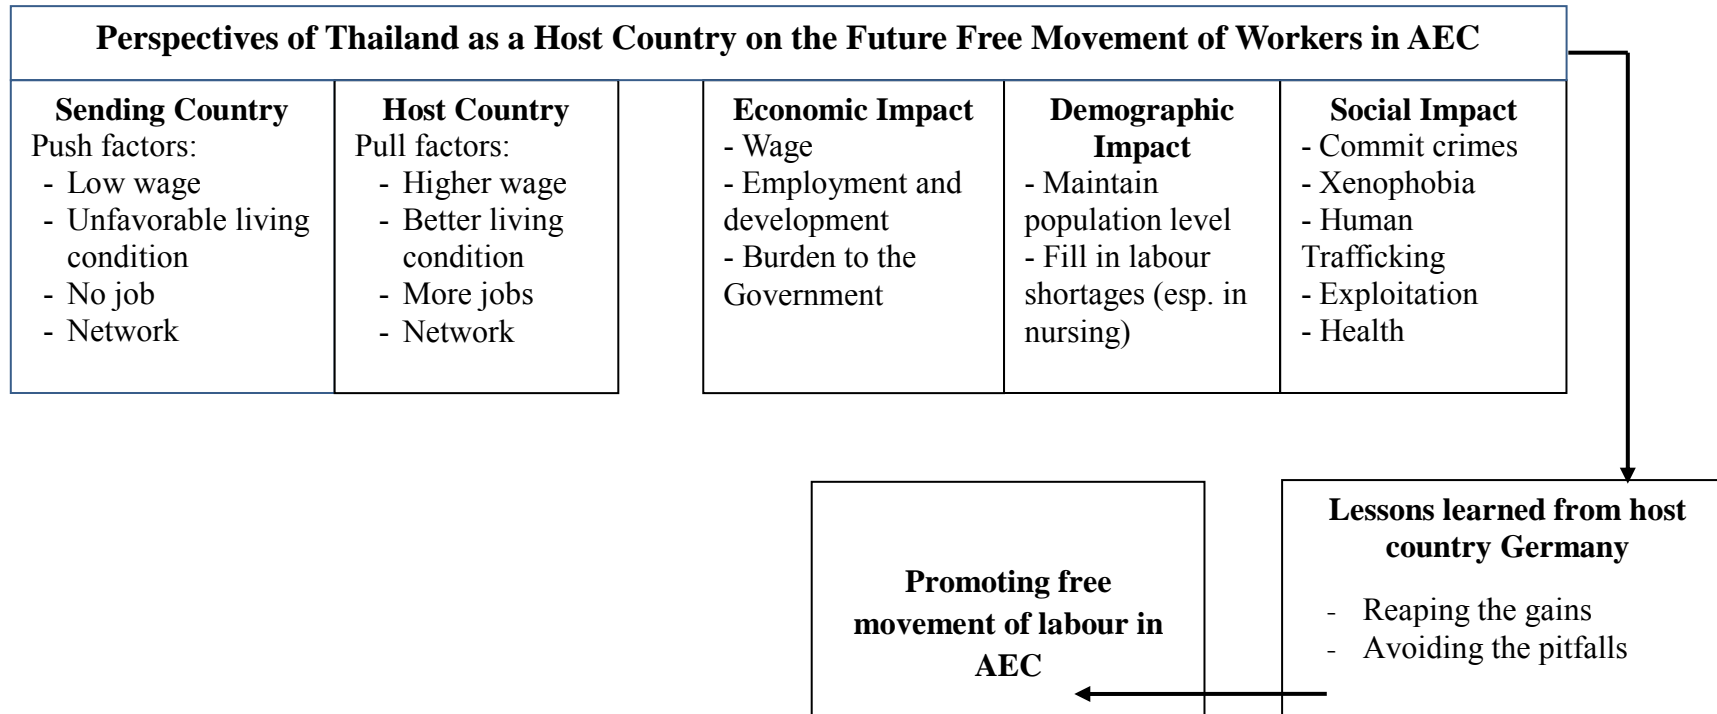 Perspectives of Thailand as a Host Country on the Future Free Movement of Workers in AEC
Sending Country
Push factors:
- Low wage
- Unfavorable living
condition
- No job
- Network
Host Country
Pull factors:
- Higher wage
- Better living
condition
- More jobs
- Network
Economic Impact
- Wage
- Employment and
development
- Burden to the
Government
Demographic
Impact
- Maintain
population level
- Fill in labour
shortages (esp. in
nursing)
Social Impact
- Commit crimes
- Xenophobia
- Human
Trafficking
- Exploitation
- Health
Lessons learned from host
country Germany
- Reaping the gains
- Avoiding the pitfalls
Promoting free
movement of labour in
AEC